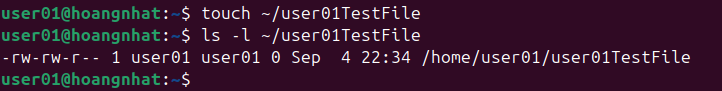 user01@hoangnhat:~$ touch ~/user01TestFile
user01@hoangnhat:~$ ls -l ~/user01TestFile
-rw-rw-r-- 1 user01 user01 0 Sep  4 22:34 /home/user01/user01TestFile
user01@hoangnhat:~$